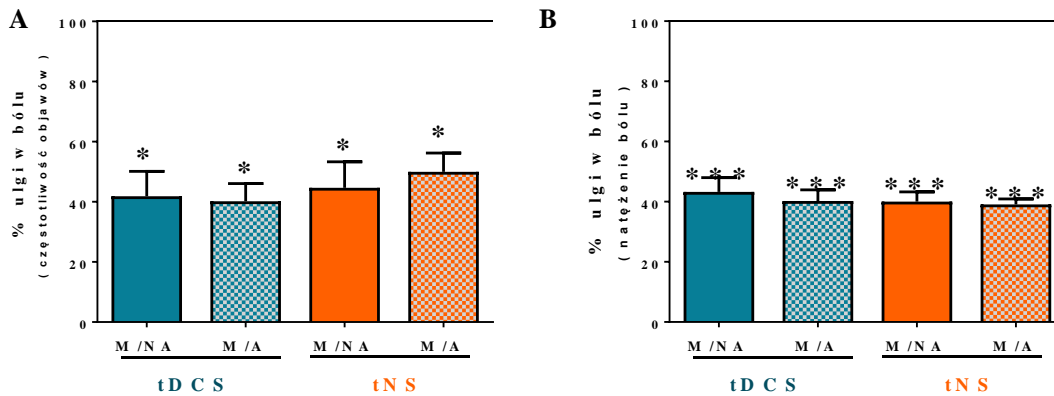 A
% ulgi w bólu
(częstotliwość objawów)
100
80
60
40
20
0
*
*
*
*
M/NA
M/A
M/NA
M/A
tDCS
tNS
B
% ulgi w bólu
(natężenie bólu)
100
80
60
40
20
0
***
***
***
***
M/NA
M/A
M/NA
M/A
tDCS
tNS